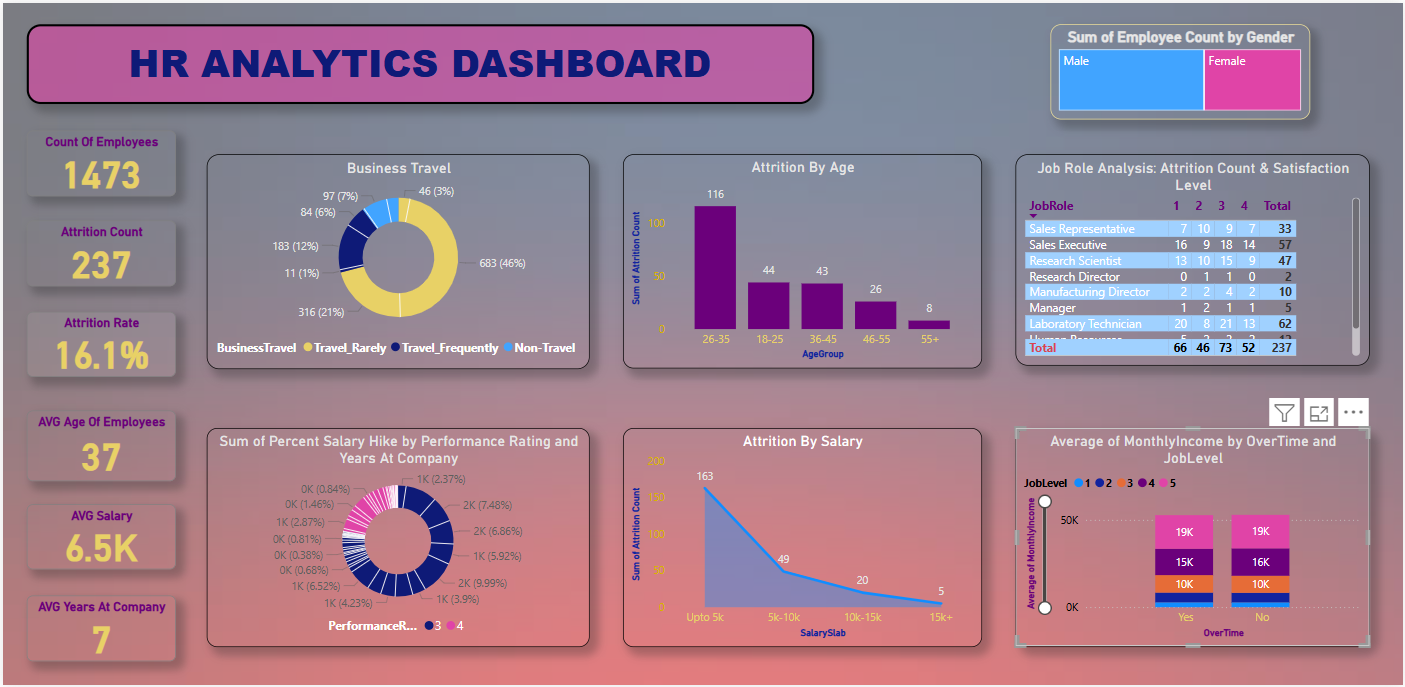 HR ANALYTICS DASHBOARD
Sum of Employee Count by Gender
Male
Female
Count Of Employees
1473
Attrition Count
237
Attrition Rate
16.1%
AVG Age Of Employees
37
AVG Salary
6.5K
AVG Years At Company
7
Business Travel
46 (3%)
97 (7%)
84 (6%)
183 (12%)
11 (1%)
683 (46%)
316 (21%)
BusinessTravel Travel_Rarely Travel_Frequently Non-Travel
Attrition By Age
Sum of Attrition Count
100
50
0
116
44
43
26
8
26-35 18-25 36-45 46-55 55+
AgeGroup
Job Role Analysis: Attrition Count & Satisfaction
Level
JobRole 1 2 3 4 Total
Sales Representative 7 10 9 7 33
Sales Executive 16 9 18 14 57
Research Scientist 13 10 15 9 47
Research Director 0 1 1 0 2
Manufacturing Director 2 2 4 2 10
Manager 1 2 1 1 5
Laboratory Technician 20 8 21 13 62
Total 66 46 73 52 237
Sum of Percent Salary Hike by Performance Rating and
Years At Company
1K (2.37%)
0K (0.84%)
2K (7.48%)
0K (1.46%)
1K (2.87%)
2K (6.86%)
0K (0.81%)
0K (0.38%)
1K (5.92%)
0K (0.68%)
1K (6.52%)
2K (9.99%)
1K (4.23%)
1K (3.9%)
PerformanceR... 3 4
Attrition By Salary
Sum of Attrition Count
200
150
100
50
0
163
49
20
5
Upto 5k 5k-10k 10k-15k 15k+
SalarySlab
Average of MonthlyIncome by OverTime and
JobLevel
JobLevel 1 2 3 4 5
Average of MonthlyIncome
50K
0K
19K 19K
15K 16K
10K 10K
Yes No
OverTime